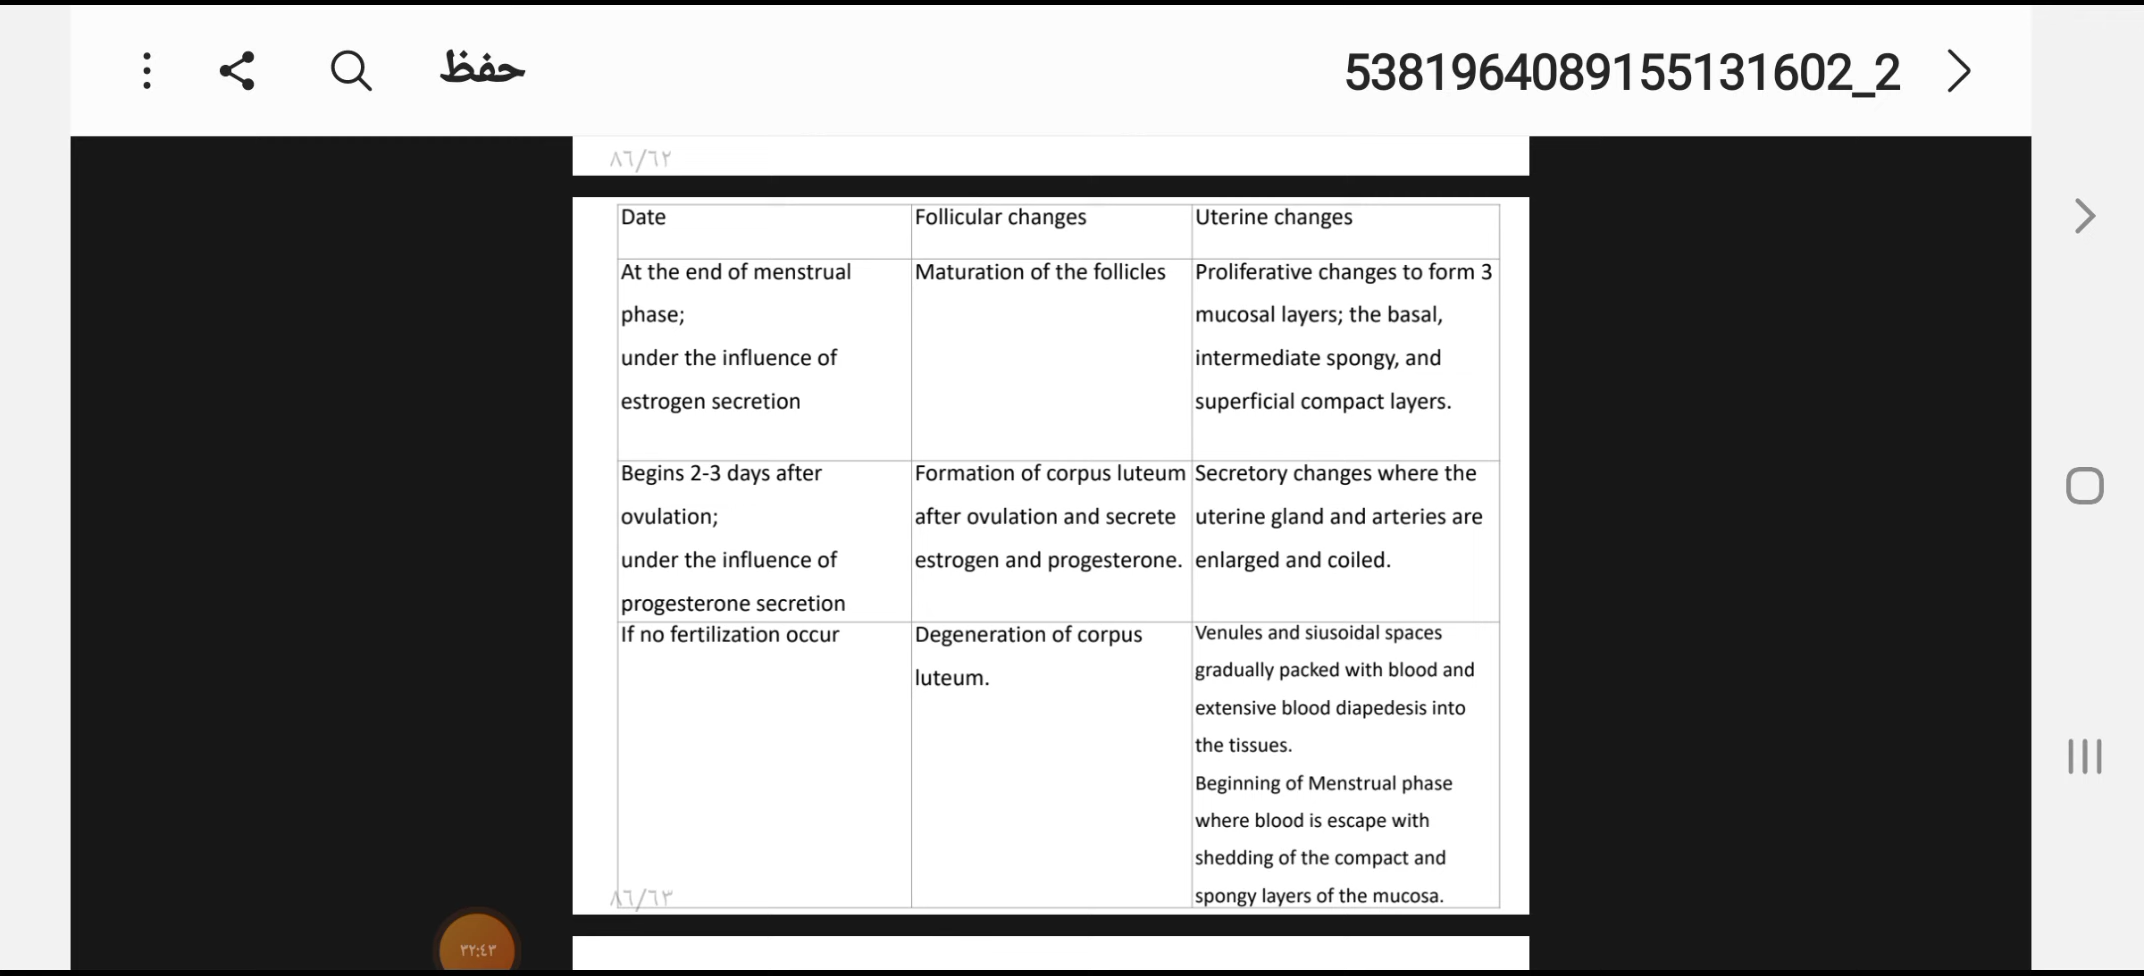 حفظ
5381964089155131602_2
٨٦/٦٢
Date
Follicular changes
Uterine changes
At the end of menstrual
phase;
under the influence of
estrogen secretion
Maturation of the follicles
Proliferative changes to form 3
mucosal layers; the basal,
intermediate spongy, and
superficial compact layers.
Begins 2-3 days after
ovulation;
under the influence of
progesterone secretion
Formation of corpus luteum
after ovulation and secrete
estrogen and progesterone.
Secretory changes where the
uterine gland and arteries are
enlarged and coiled.
If no fertilization occur
Degeneration of corpus
luteum.
Venules and siusoidal spaces
gradually packed with blood and
extensive blood diapedesis into
the tissues.
Beginning of Menstrual phase
where blood is escape with
shedding of the compact and
spongy layers of the mucosa.
٨٦/٦٣
٣٢:٤٣